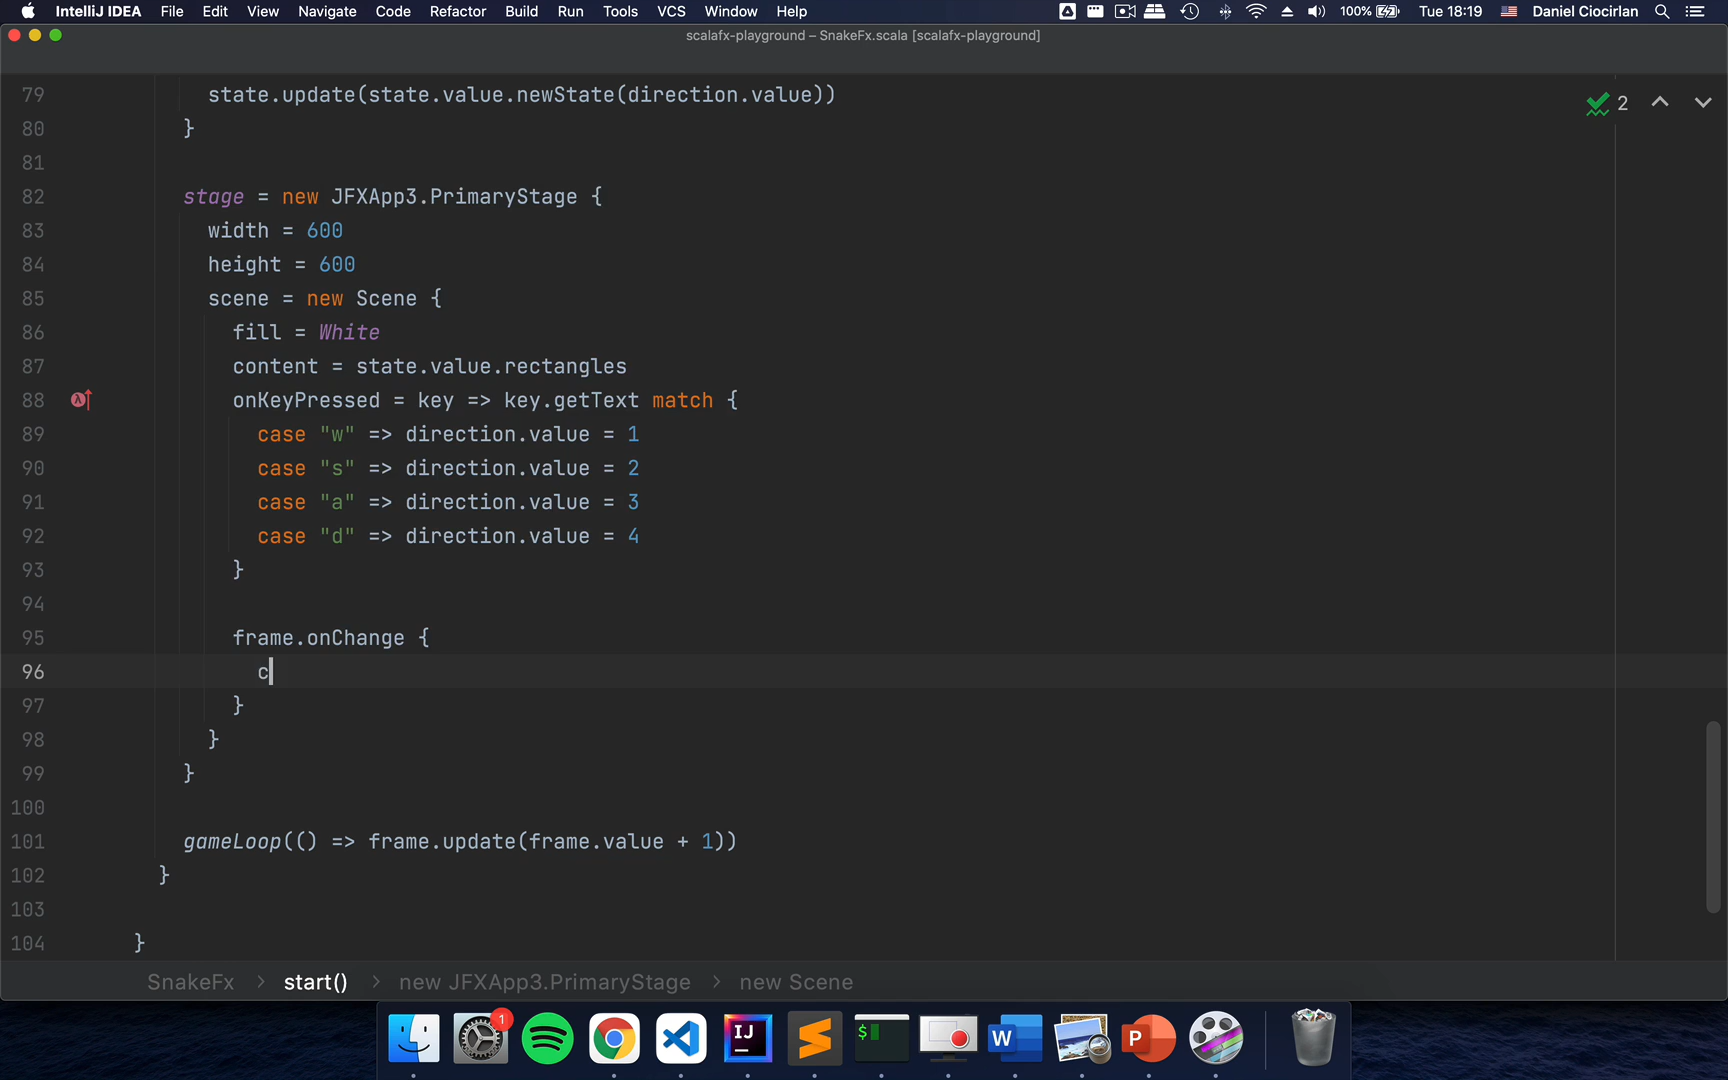 IntelliJ IDEA File Edit View Navigate Code Refactor Build Run Tools VCS Window Help 100% Tue 18:19 Daniel Ciocirlan
scalafx-playground – SnakeFx.scala [scalafx-playground]
79 state.update(state.value.newState(direction.value))
2
80 }
81
82 stage = new JFXApp3.PrimaryStage {
83 width = 600
84 height = 600
85 scene = new Scene {
86 fill = White
87 content = state.value.rectangles
88 onKeyPressed = key => key.getText match {
89 case "w" => direction.value = 1
90 case "s" => direction.value = 2
91 case "a" => direction.value = 3
92 case "d" => direction.value = 4
93 }
94
95 frame.onChange {
96 c
97 }
98 }
99 }
100
101 gameLoop(() => frame.update(frame.value + 1))
102 }
103
104 }
SnakeFx > start() > new JFXApp3.PrimaryStage > new Scene
1
IJ
$
W
P